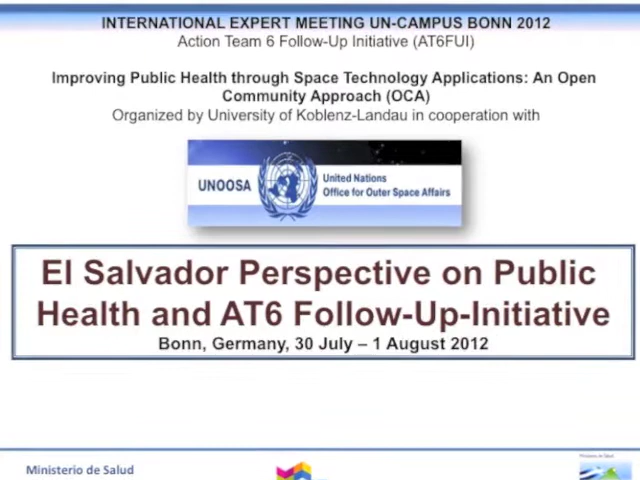 INTERNATIONAL EXPERT MEETING UN-CAMPUS BONN 2012
Action Team 6 Follow-Up Initiative (AT6FUI)
Improving Public Health through Space Technology Applications: An Open
Community Approach (OCA)
Organized by University of Koblenz-Landau in cooperation with
UNOOSA
United Nations
Office for Outer Space Affairs
El Salvador Perspective on Public
Health and AT6 Follow-Up-Initiative
Bonn, Germany, 30 July – 1 August 2012
Ministerio de Salud
Ministerio de Salud